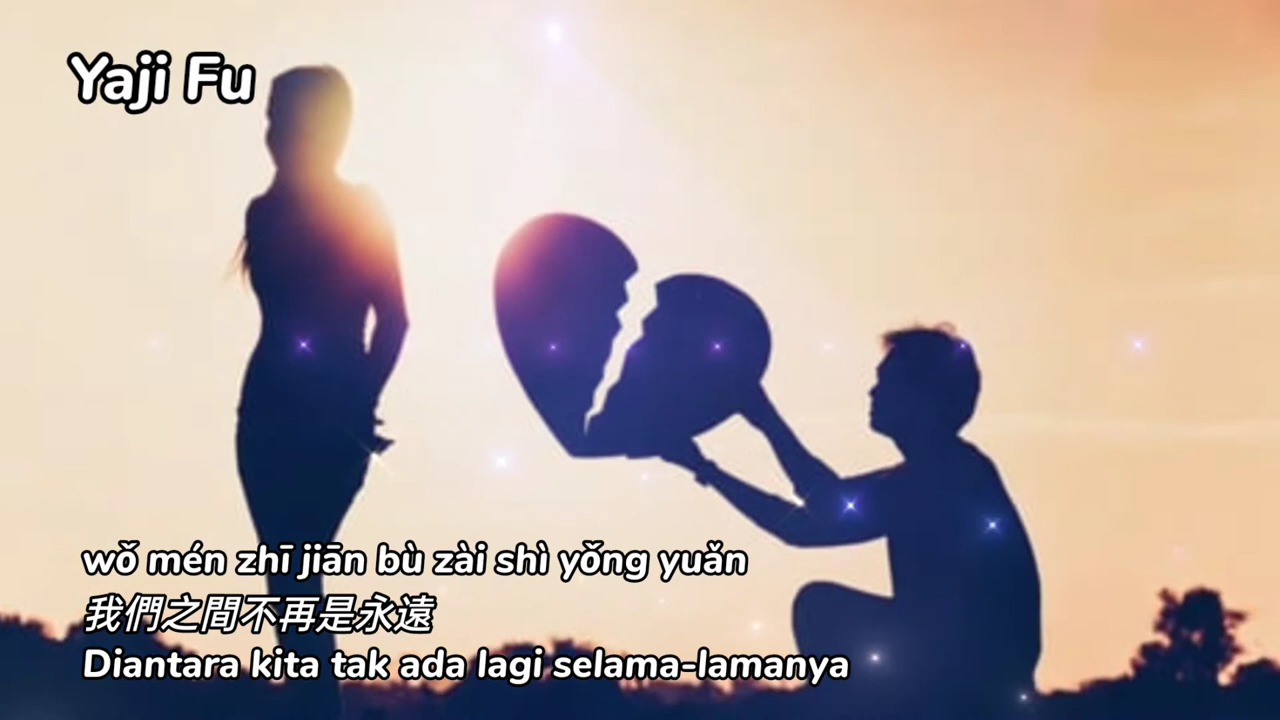 Yaji Fu
wǒ mén zhī jiān bù zài shì yǒng yuǎn
我們之間不再是永遠
Diantara kita tak ada lagi selama-lamanya